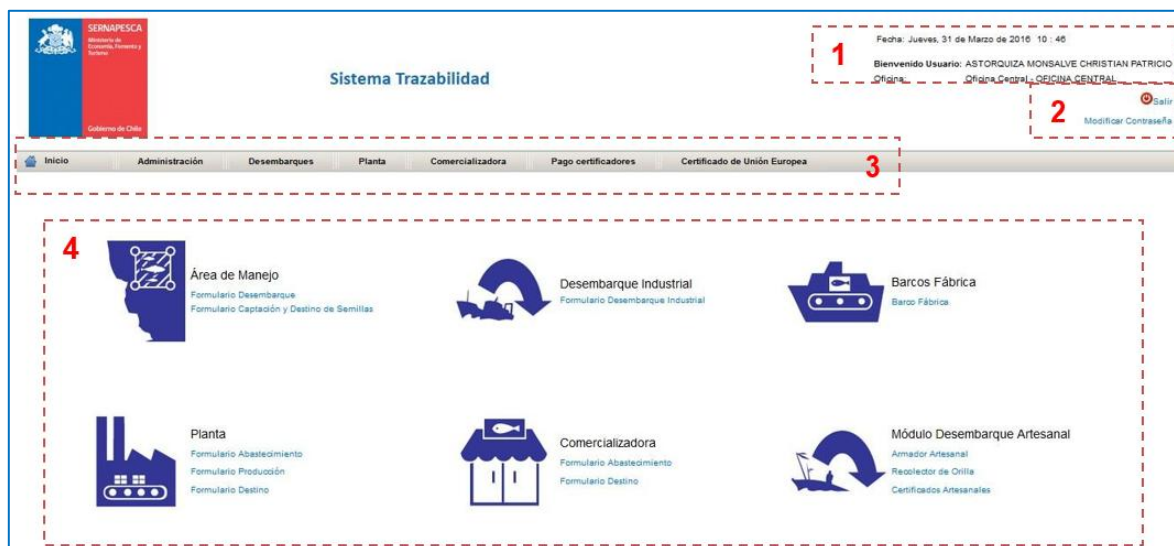 SERNAPESCA
Ministerio de
Economía, Fomento y
Turismo
Gobierno de Chile
Sistema Trazabilidad
1
Fecha: Jueves, 31 de Marzo de 2016 10 : 46
Bienvenido Usuario: ASTORQUIZA MONSALVE CHRISTIAN PATRICIO
Oficina: Oficina Central - OFICINA CENTRAL
2
Salir
Modificar Contraseña
Inicio Administración Desembarques Planta Comercializadora Pago certificadores Certificado de Unión Europea
3
4
Área de Manejo
Formulario Desembarque
Formulario Captación y Destino de Semillas
Desembarque Industrial
Formulario Desembarque Industrial
Barcos Fábrica
Barco Fábrica
Planta
Formulario Abastecimiento
Formulario Producción
Formulario Destino
Comercializadora
Formulario Abastecimiento
Formulario Destino
Módulo Desembarque Artesanal
Armador Artesanal
Recolector de Orilla
Certificados Artesanales